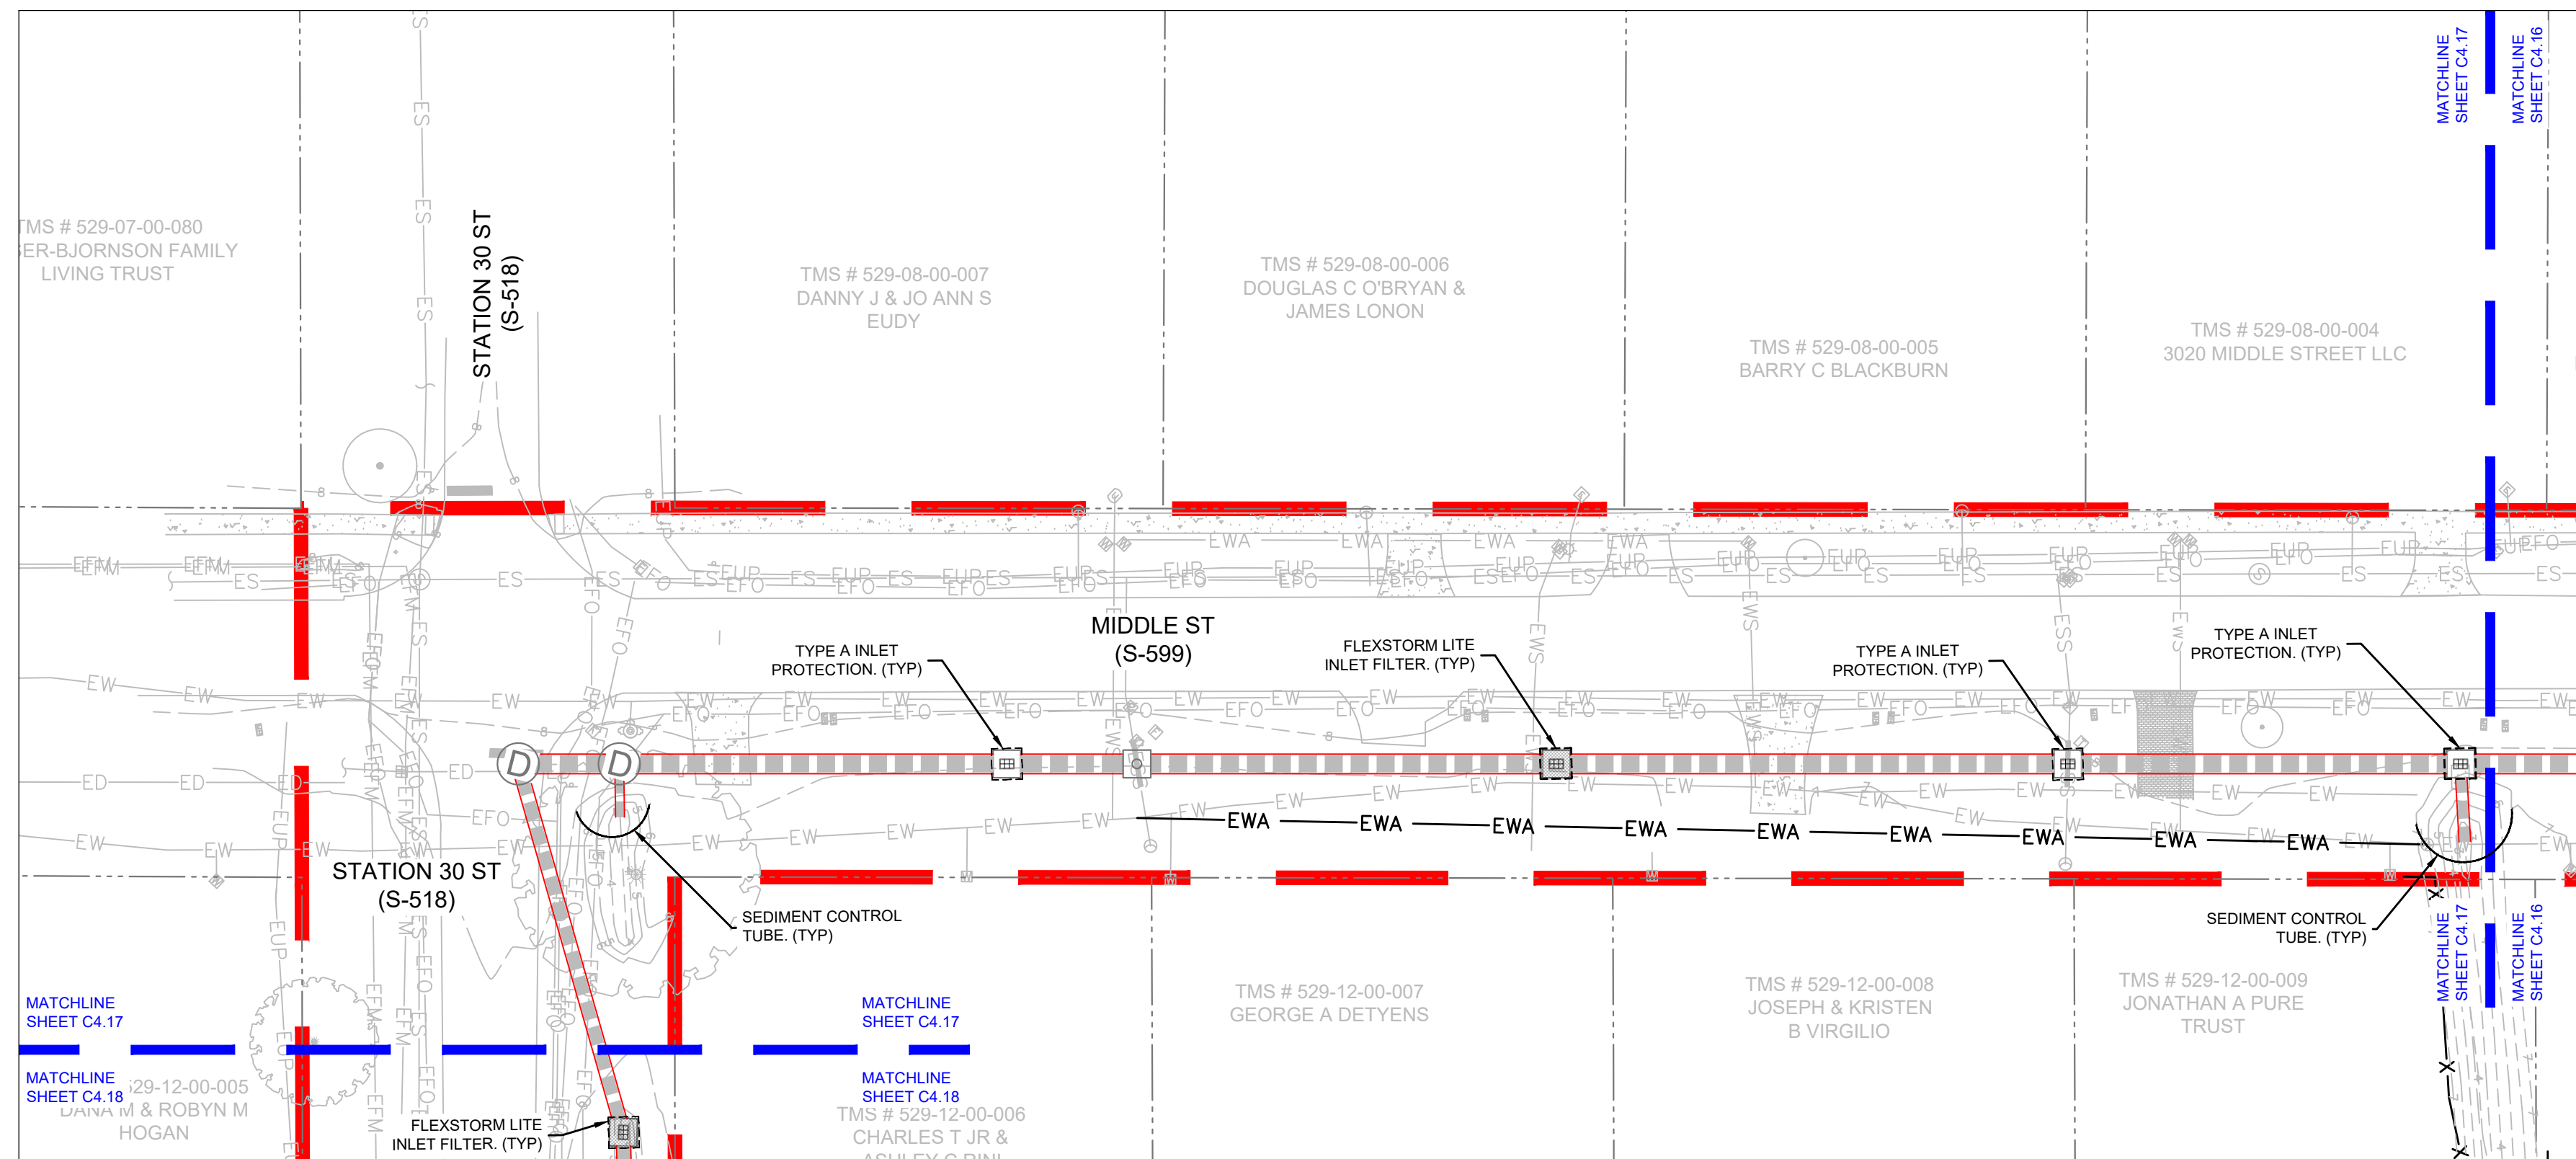 MATCHLINE
SHEET C4.17
MATCHLINE
SHEET C4.16
TMS # 529-07-00-080
LIVING TRUST
STATION 30 ST
(S-518)
TMS # 529-08-00-007
DANNY J & JO ANN S
EUDY
TMS # 529-08-00-006
DOUGLAS C O'BRYAN &
JAMES LONON
TMS # 529-08-00-005
BARRY C BLACKBURN
TMS # 529-08-00-004
3020 MIDDLE STREET LLC
MIDDLE ST
(S-599)
TYPE A INLET
PROTECTION. (TYP)
FLEXSTORM LITE
INLET FILTER. (TYP)
TYPE A INLET
PROTECTION. (TYP)
TYPE A INLET
PROTECTION. (TYP)
D D
EWA EWA EWA EWA EWA EWA EWA EWA EWA
STATION 30 ST
(S-518)
SEDIMENT CONTROL
TUBE. (TYP)
SEDIMENT CONTROL
TUBE. (TYP)
MATCHLINE
SHEET C4.17
MATCHLINE
SHEET C4.16
TMS # 529-12-00-007
GEORGE A DETYENS
TMS # 529-12-00-008
JOSEPH & KRISTEN
B VIRGILIO
TMS # 529-12-00-009
JONATHAN A PURE
TRUST
MATCHLINE
SHEET C4.17
MATCHLINE
SHEET C4.17
MATCHLINE
SHEET C4.18
MATCHLINE
SHEET C4.18
529-12-00-005
DANA M & ROBYN M
HOGAN
TMS # 529-12-00-006
CHARLES T JR &
FLEXSTORM LITE
INLET FILTER. (TYP)